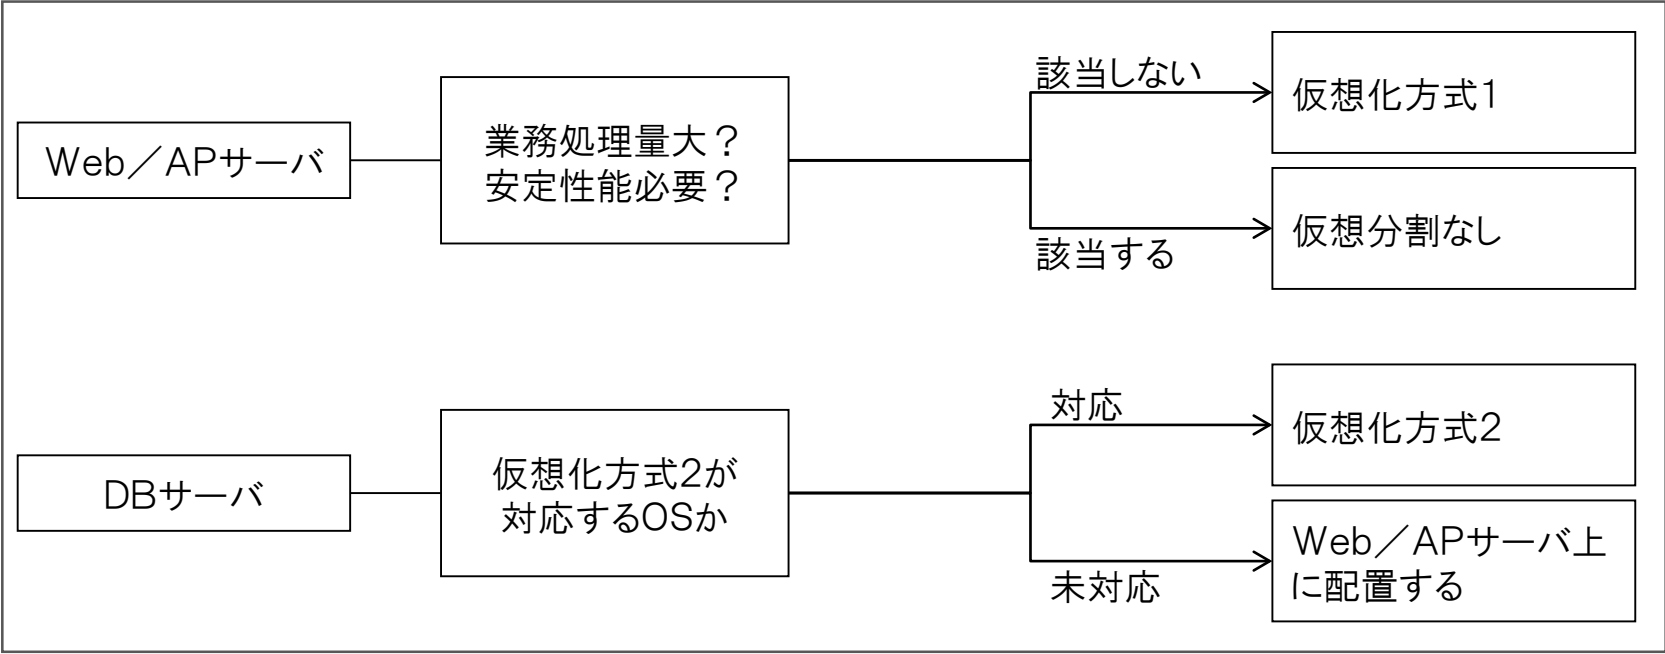 Web／APサーバ
業務処理量大？
安定性能必要？
該当しない
仮想化方式1
該当する
仮想分割なし
DBサーバ
仮想化方式2が
対応するOSか
対応
仮想化方式2
未対応
Web／APサーバ上
に配置する